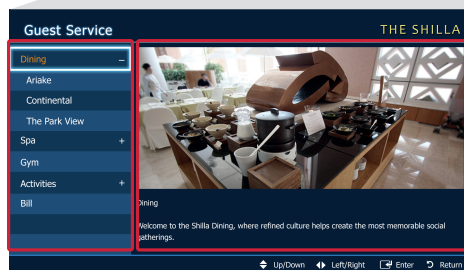 Guest Service
THE SHILLA
Dining –
Ariake
Continental
The Park View
Spa +
Gym
Activities +
Bill
Dining
Welcome to the Shilla Dining, where refined culture helps create the most memorable social
gatherings.
Up/Down Left/Right Enter Return